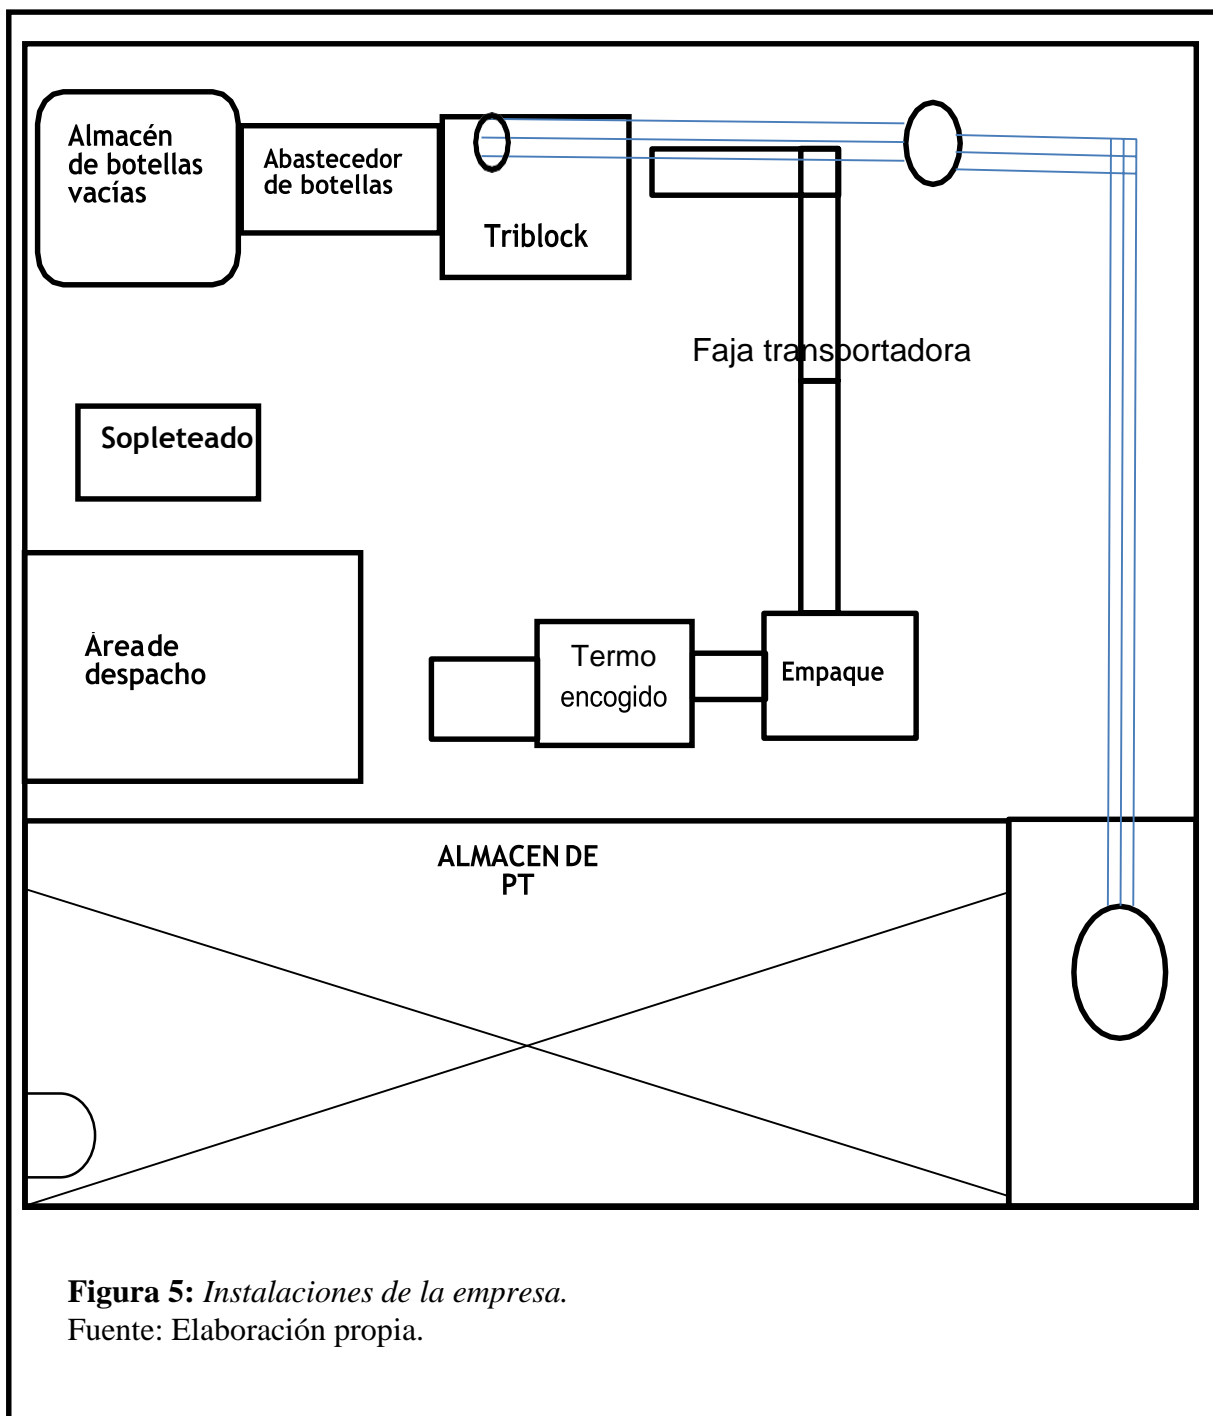 Almacén
de botellas
vacías
Abastecedor
de botellas
Triblock
Faja transportadora
Sopleteado
Área de
despacho
Termo
encogido
Empaque
ALMACEN DE
PT
Figura 5: Instalaciones de la empresa.
Fuente: Elaboración propia.